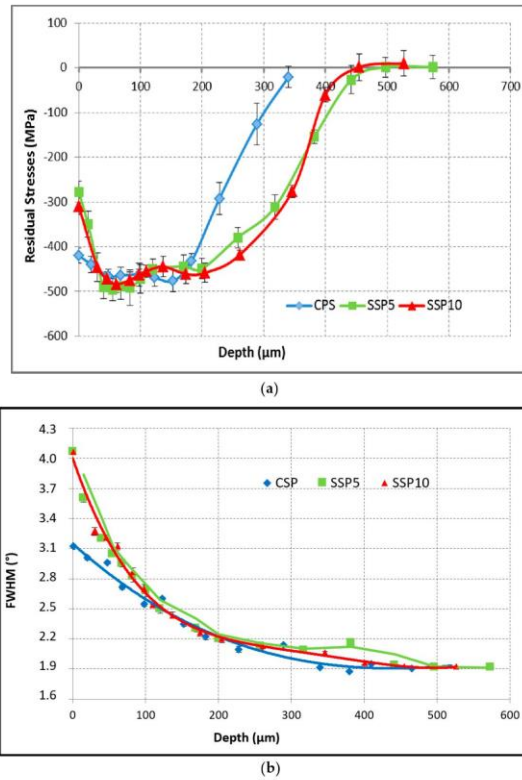 100
0
-100
-200
-300
-400
-500
-600
0 100 200 300 400 500 600 700
Residual Stresses (MPa)
CPS SSP5 SSP10
Depth (µm)
(a)
4.3
4.0
3.7
3.4
3.1
2.8
2.5
2.2
1.9
1.6
FWHM (°)
CSP SSP5 SSP10
0 100 200 300 400 500 600
Depth (µm)
(b)